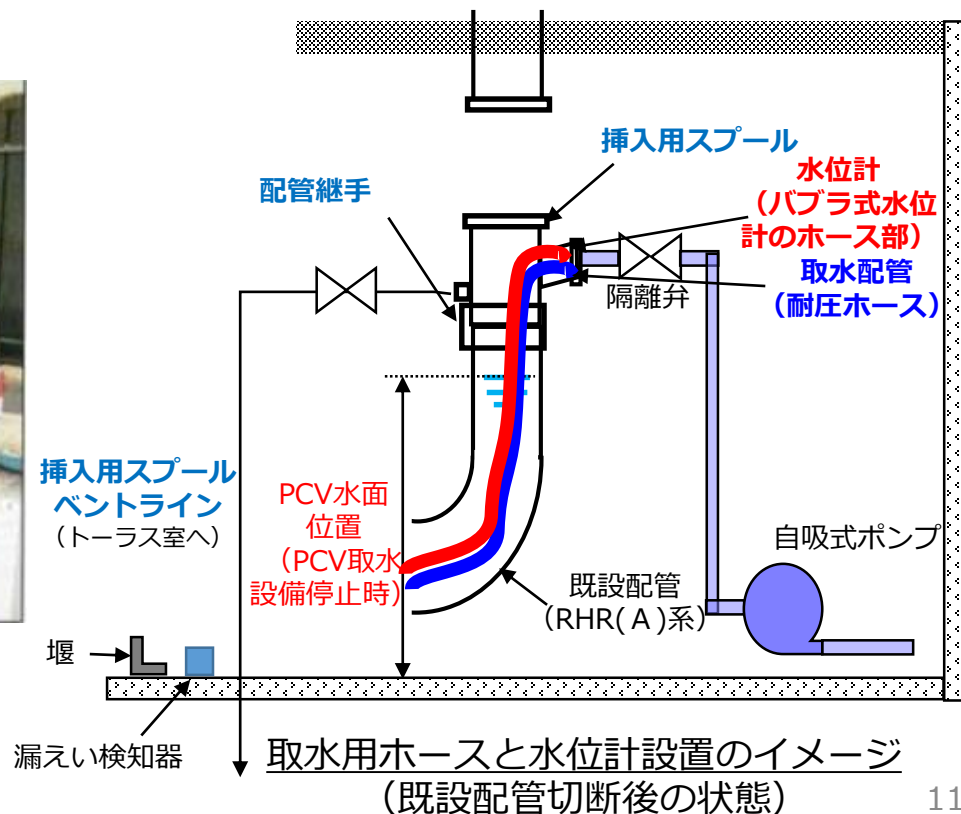 挿入用スプール
水位計
（バブラ式水位
計のホース部）
配管継手
取水配管
（耐圧ホース）
隔離弁
挿入用スプール
ベントライン
（トーラス室へ）
PCV水面
位置
（PCV取水
設備停止時）
自吸式ポンプ
既設配管
（RHR(Ａ)系）
堰
漏えい検知器
取水用ホースと水位計設置のイメージ
（既設配管切断後の状態）
11